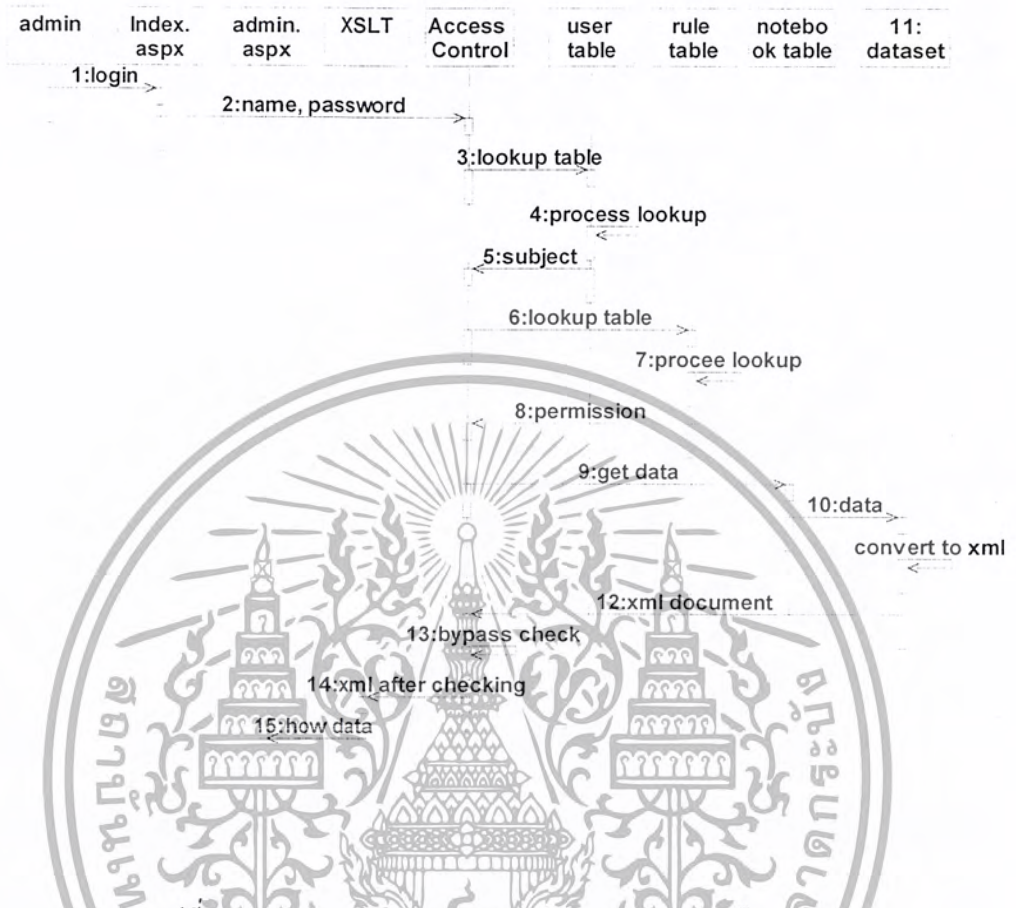 admin Index. admin. XSLT Access user rule notebo 11:
aspx aspx Control table table ok table dataset
1:login
2:name, password
3:lookup table
4:process lookup
5:subject
6:lookup table
7:procee lookup
8:permission
9:get data
10:data
convert to xml
12:xml document
13:bypass check
14:xml after checking
15:how data